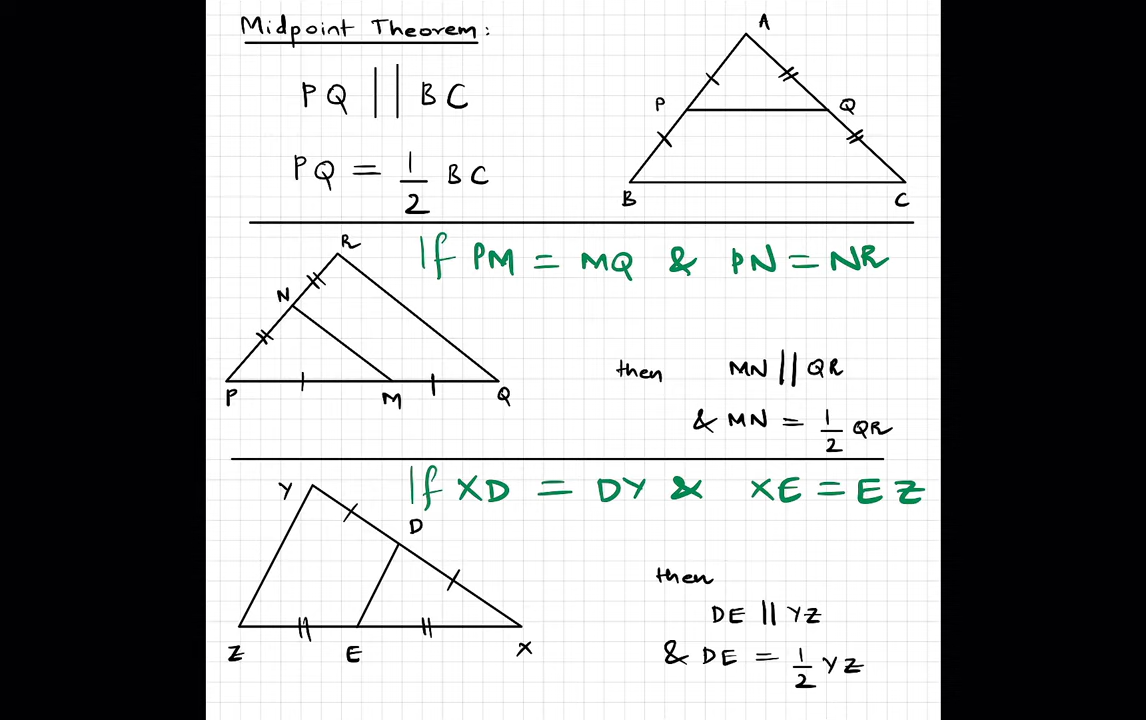 Midpoint Theorem:
PQ || BC
PQ = 1/2 BC
A
P
Q
B
C
If PM = MQ & PN = NR
R
N
P
M
Q
then MN || QR
& MN = 1/2 QR
If XD = DY & XE = EZ
Y
D
Z
E
X
then
DE || YZ
& DE = 1/2 YZ